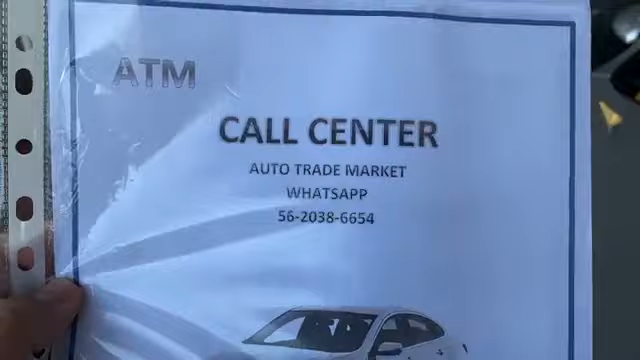 ATM
CALL CENTER
AUTO TRADE MARKET
WHATSAPP
56-2038-6654